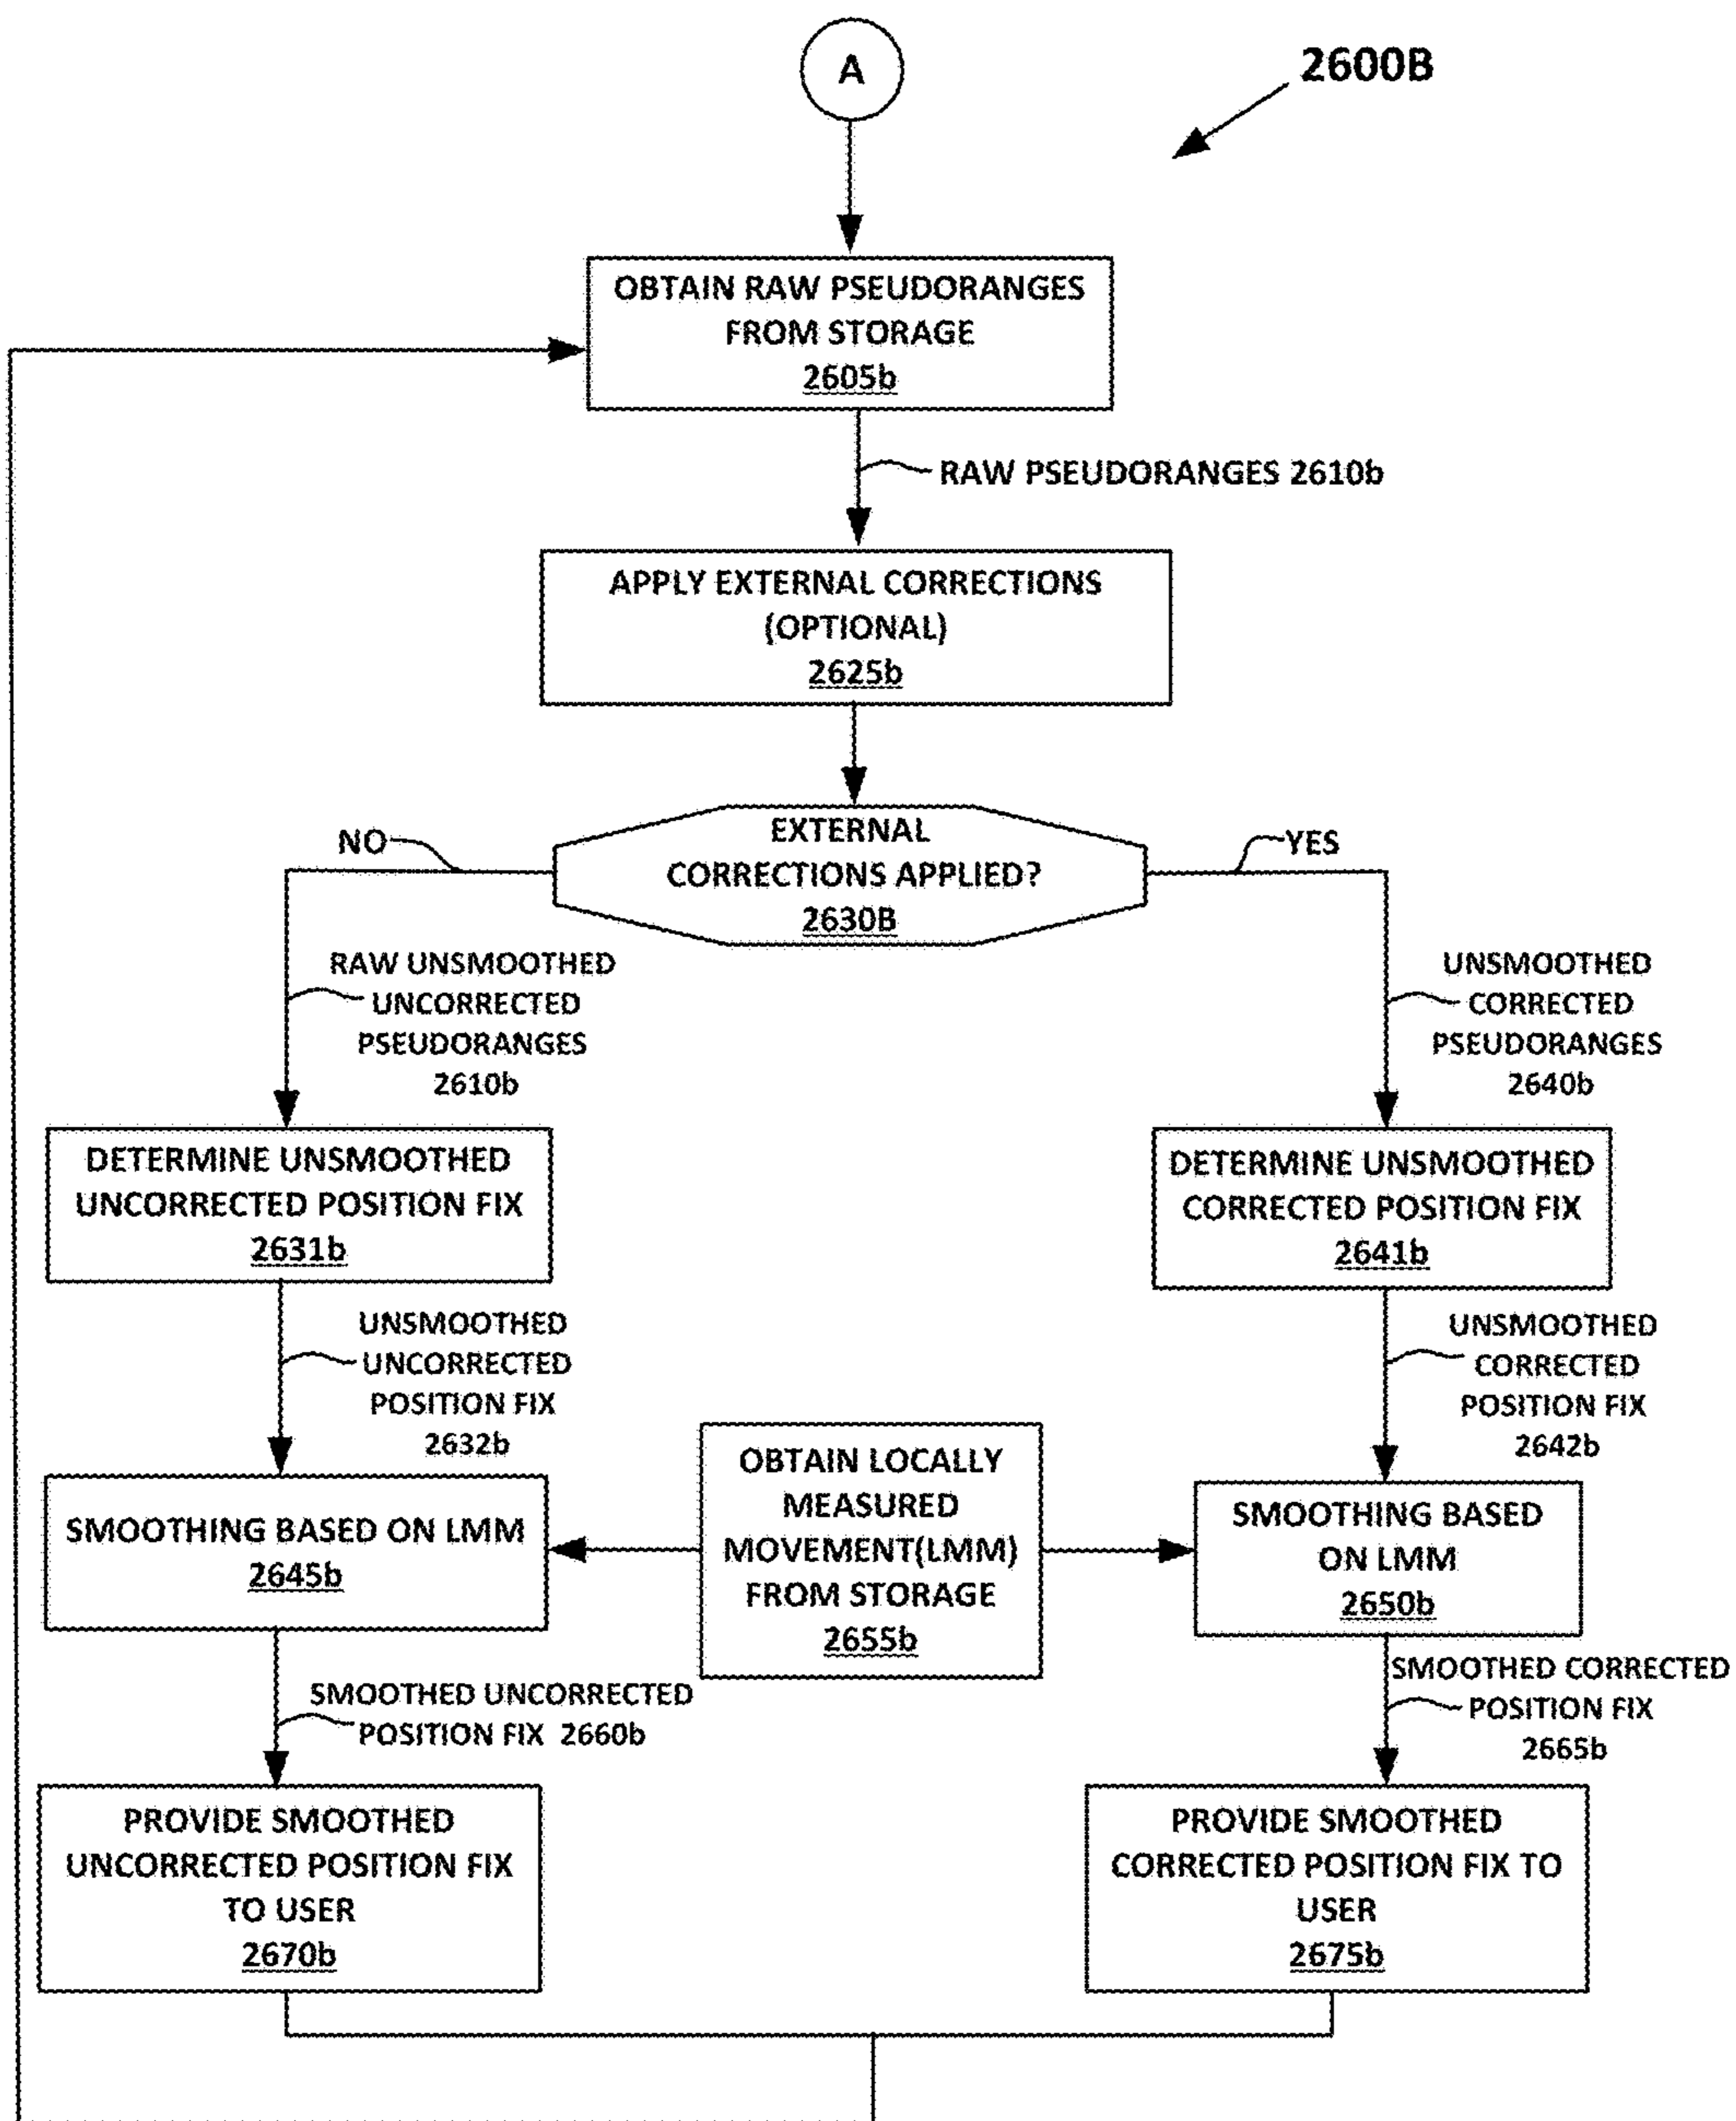 A
2600B
OBTAIN RAW PSEUDORANGES
FROM STORAGE
2605b
RAW PSEUDORANGES 2610b
APPLY EXTERNAL CORRECTIONS
(OPTIONAL)
2625b
EXTERNAL
CORRECTIONS APPLIED?
2630B
NO
YES
RAW UNSMOOTHED
UNCORRECTED
PSEUDORANGES
2610b
UNSMOOTHED
CORRECTED
PSEUDORANGES
2640b
DETERMINE UNSMOOTHED
UNCORRECTED POSITION FIX
2631b
DETERMINE UNSMOOTHED
CORRECTED POSITION FIX
2641b
UNSMOOTHED
UNCORRECTED
POSITION FIX
2632b
UNSMOOTHED
CORRECTED
POSITION FIX
2642b
SMOOTHING BASED ON LMM
2645b
OBTAIN LOCALLY
MEASURED
MOVEMENT(LMM)
FROM STORAGE
2655b
SMOOTHING BASED
ON LMM
2650b
SMOOTHED UNCORRECTED
POSITION FIX 2660b
SMOOTHED CORRECTED
POSITION FIX
2665b
PROVIDE SMOOTHED
UNCORRECTED POSITION FIX
TO USER
2670b
PROVIDE SMOOTHED
CORRECTED POSITION FIX TO
USER
2675b